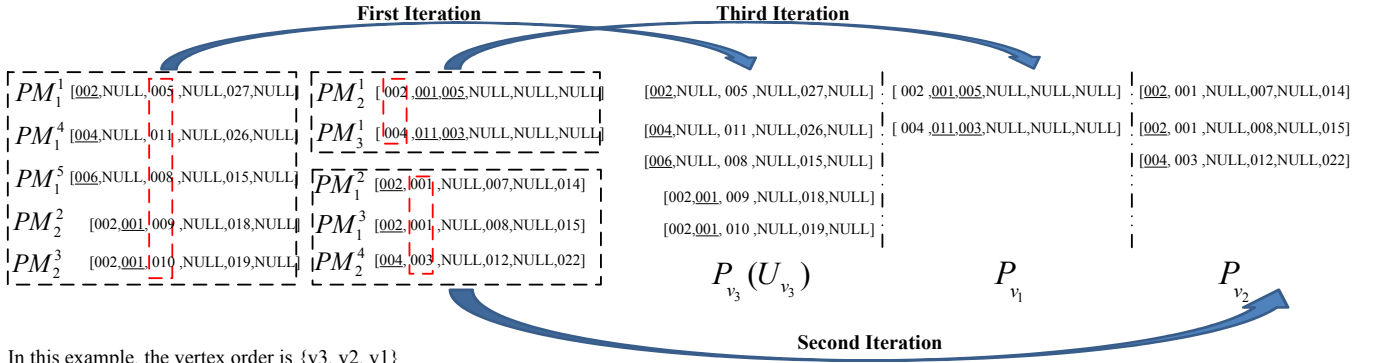 First Iteration
Third Iteration
PM_1^1 [002,NULL, 005 ,NULL,027,NULL]
PM_1^4 [004,NULL, 011 ,NULL,026,NULL]
PM_1^5 [006,NULL, 008 ,NULL,015,NULL]
PM_2^2 [002,001, 009 ,NULL,018,NULL]
PM_2^3 [002,001, 010 ,NULL,019,NULL]
PM_2^1 [ 002 ,001,005,NULL,NULL,NULL]
PM_3^1 [ 004 ,011,003,NULL,NULL,NULL]
PM_1^2 [002, 001 ,NULL,007,NULL,014]
PM_1^3 [002, 001 ,NULL,008,NULL,015]
PM_2^4 [004, 003 ,NULL,012,NULL,022]
[002,NULL, 005 ,NULL,027,NULL]
[004,NULL, 011 ,NULL,026,NULL]
[006,NULL, 008 ,NULL,015,NULL]
[002,001, 009 ,NULL,018,NULL]
[002,001, 010 ,NULL,019,NULL]
P_{v_3} (U_{v_3})
[ 002 ,001,005,NULL,NULL,NULL]
[ 004 ,011,003,NULL,NULL,NULL]
P_{v_1}
[002, 001 ,NULL,007,NULL,014]
[002, 001 ,NULL,008,NULL,015]
[004, 003 ,NULL,012,NULL,022]
P_{v_2}
Second Iteration
In this example, the vertex order is {v3, v2, v1}